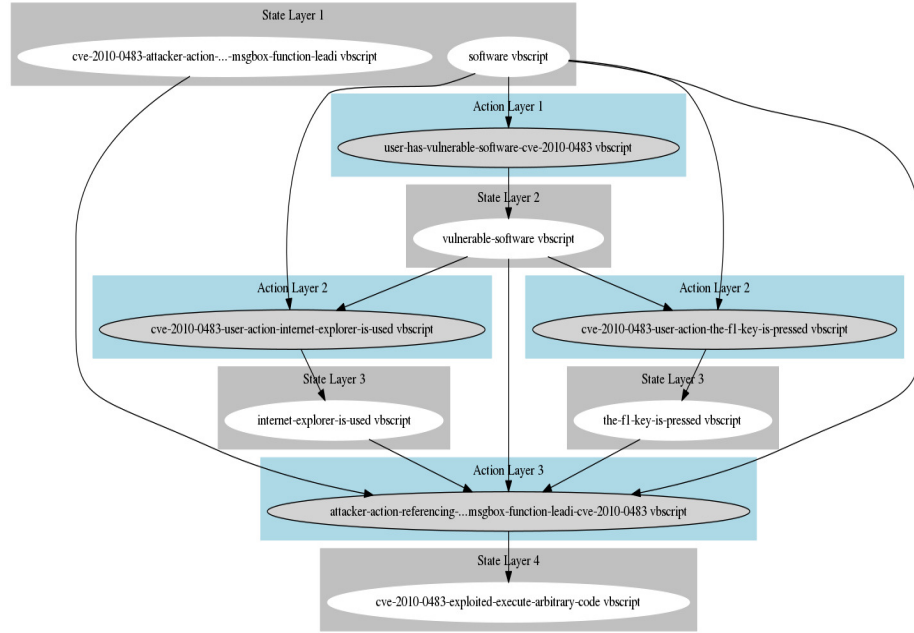 State Layer 1
cve-2010-0483-attacker-action-...-msgbox-function-leadi vbscript
software vbscript
Action Layer 1
user-has-vulnerable-software-cve-2010-0483 vbscript
State Layer 2
vulnerable-software vbscript
Action Layer 2
cve-2010-0483-user-action-internet-explorer-is-used vbscript
Action Layer 2
cve-2010-0483-user-action-the-f1-key-is-pressed vbscript
State Layer 3
internet-explorer-is-used vbscript
State Layer 3
the-f1-key-is-pressed vbscript
Action Layer 3
attacker-action-referencing-...msgbox-function-leadi-cve-2010-0483 vbscript
State Layer 4
cve-2010-0483-exploited-execute-arbitrary-code vbscript